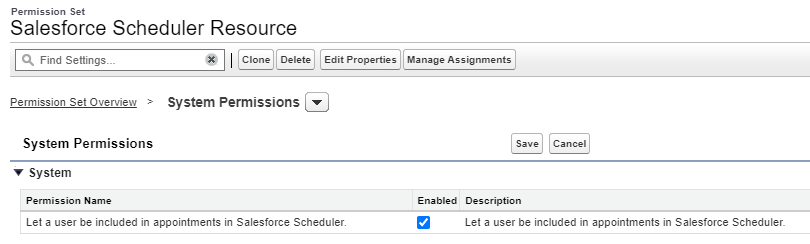 Permission Set
Salesforce Scheduler Resource
Find Settings... Clone Delete Edit Properties Manage Assignments
Permission Set Overview > System Permissions
System Permissions Save Cancel
System
Permission Name Enabled Description
Let a user be included in appointments in Salesforce Scheduler. Let a user be included in appointments in Salesforce Scheduler.